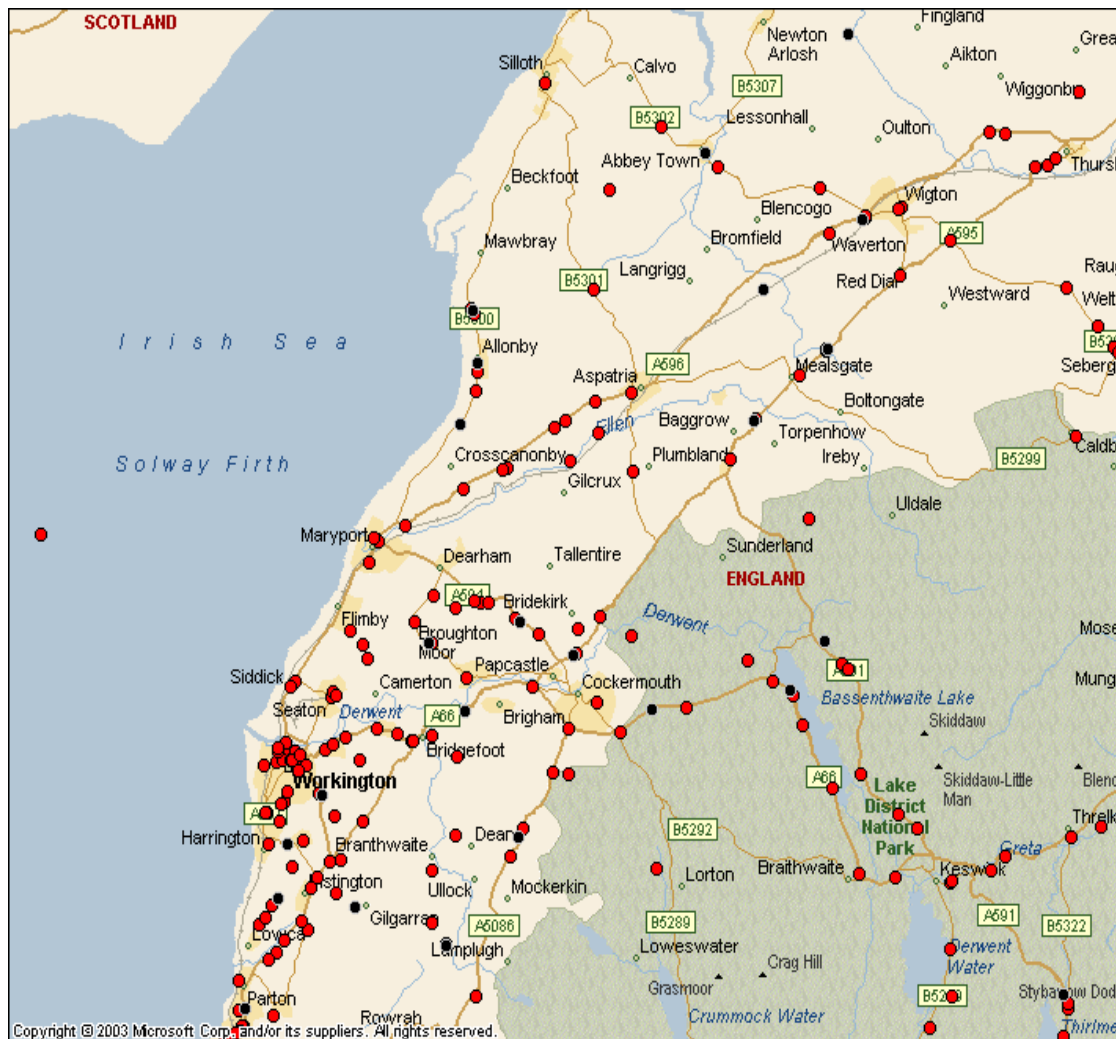 SCOTLAND
Fingland
Newton
Arlosh
Silloth
Calvo
Aikton
B5307
B5302
Lessonhall
Oultton
Abbey Town
Beckfoot
Wigton
Blencogo
Mawbray
Bromfield
Waverton
A595
Langrigg
B5301
Red Dial
Westward
Irish Sea
Allonby
A596
Mealsgate
Aspatria
Boltongate
Baggrow
Ellen
Torpenhow
Solway Firth
Crosscanonby
Plumbland
Ireby
B5299
Gilcrux
Uldale
Maryport
Dearham
Tallentire
Sunderland
ENGLAND
Bridekirk
Derwent
Flimby
Broughton
Moor
Papcastle
Siddick
Camerton
Cockermouth
Bassenthwaite Lake
Seaton
Derwent
A66
Brigham
Skiddaw
Bridgefoot
Workington
A66
Lake
District
National
Park
Skiddaw-Little
Man
Harrington
Branthwaite
Dean
B5292
Greta
Braithwaite
Keswick
Ullock
Mockerkin
Lorton
Gilgarran
A5086
B5289
A591
B5322
Lowca
Lamplugh
Loweswater
Derwent
Water
Crag Hill
Grasmoor
Parton
Rowrah
Crummock Water
Copyright © 2003 Microsoft Corp. and/or its suppliers. All rights reserved.